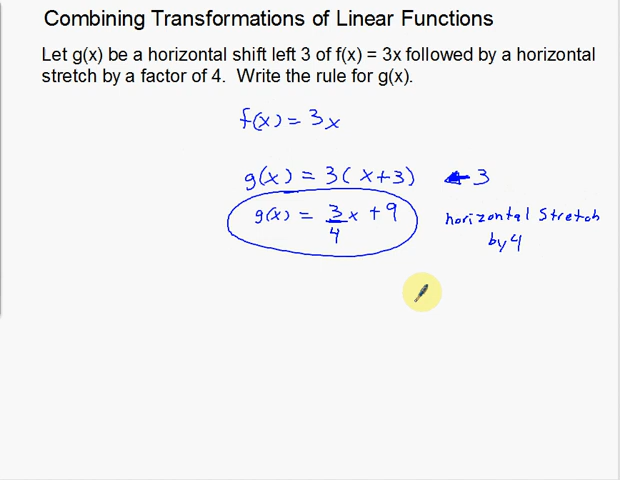 Combining Transformations of Linear Functions
Let g(x) be a horizontal shift left 3 of f(x) = 3x followed by a horizontal
stretch by a factor of 4.  Write the rule for g(x).
f(x) = 3x
g(x) = 3(x+3) ← 3
g(x) = 3/4 x + 9 horizontal Stretch
by 4